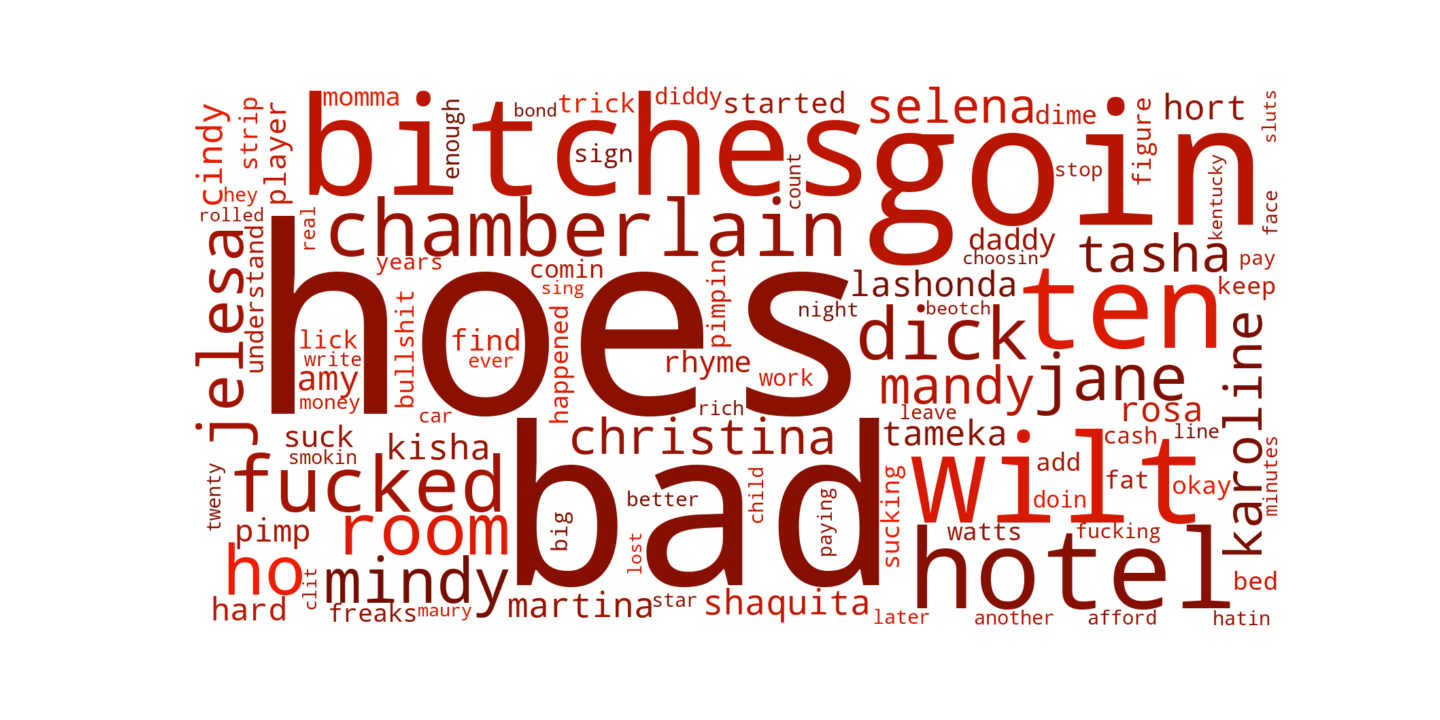 momma
bond
trick
diddy
started
selena
dime
hort
sluts
cindy
strip
player
bitches
enough
sign
goin
figure
hey
rolled
real
chamberlain
count
stop
kentucky
face
daddy
choosin
tasha
pay
jelesa
understand
hoes
years
comin
sing
pimpin
lashonda
ten
keep
night
beotch
lick
write
amy
money
bullshit
find
ever
happened
rhyme
work
dick
mandy
jane
karoline
car
rich
leave
rosa
suck
smokin
kisha
christina
tameka
cash
line
twenty
fucked
bad
better
child
paying
sucking
wilt
add
doin
fat
okay
minutes
pimp
room
big
lost
watts
fucking
ho
clit
mindy
hotel
bed
hard
freaks
maury
martina
star
shaquita
later
another
afford
hatin